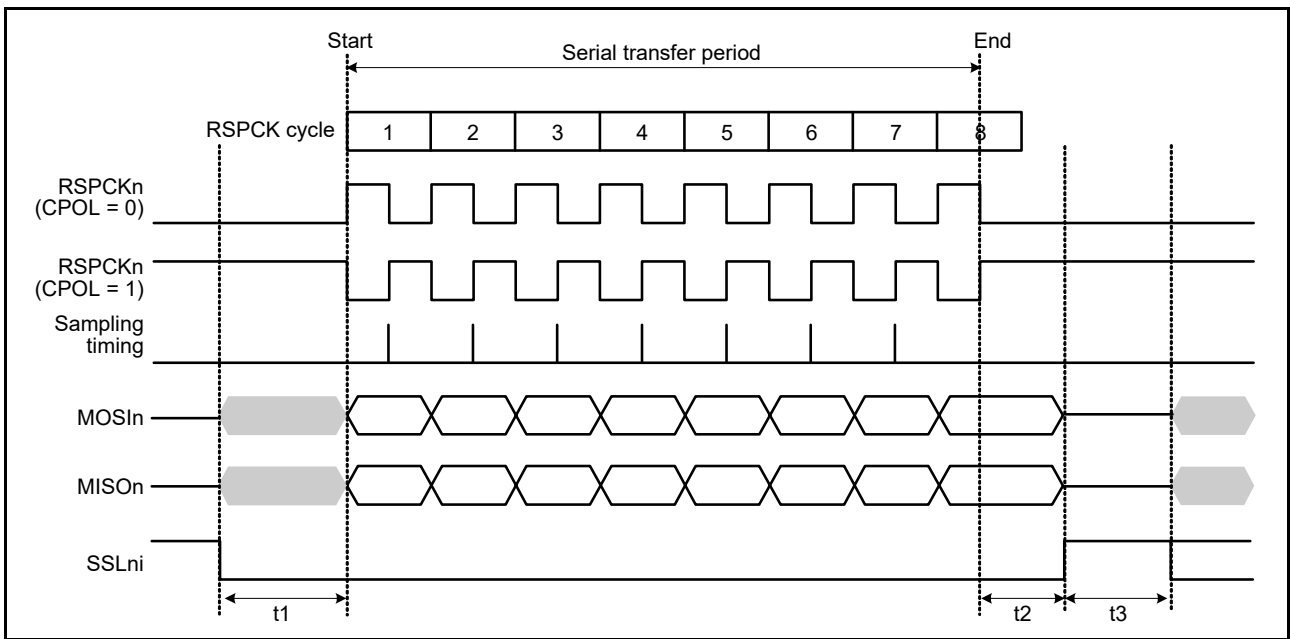 Start
End
Serial transfer period
RSPCK cycle
1 2 3 4 5 6 7 8
RSPCKn
(CPOL = 0)
RSPCKn
(CPOL = 1)
Sampling
timing
MOSIn
MISOn
SSLni
t1
t2
t3